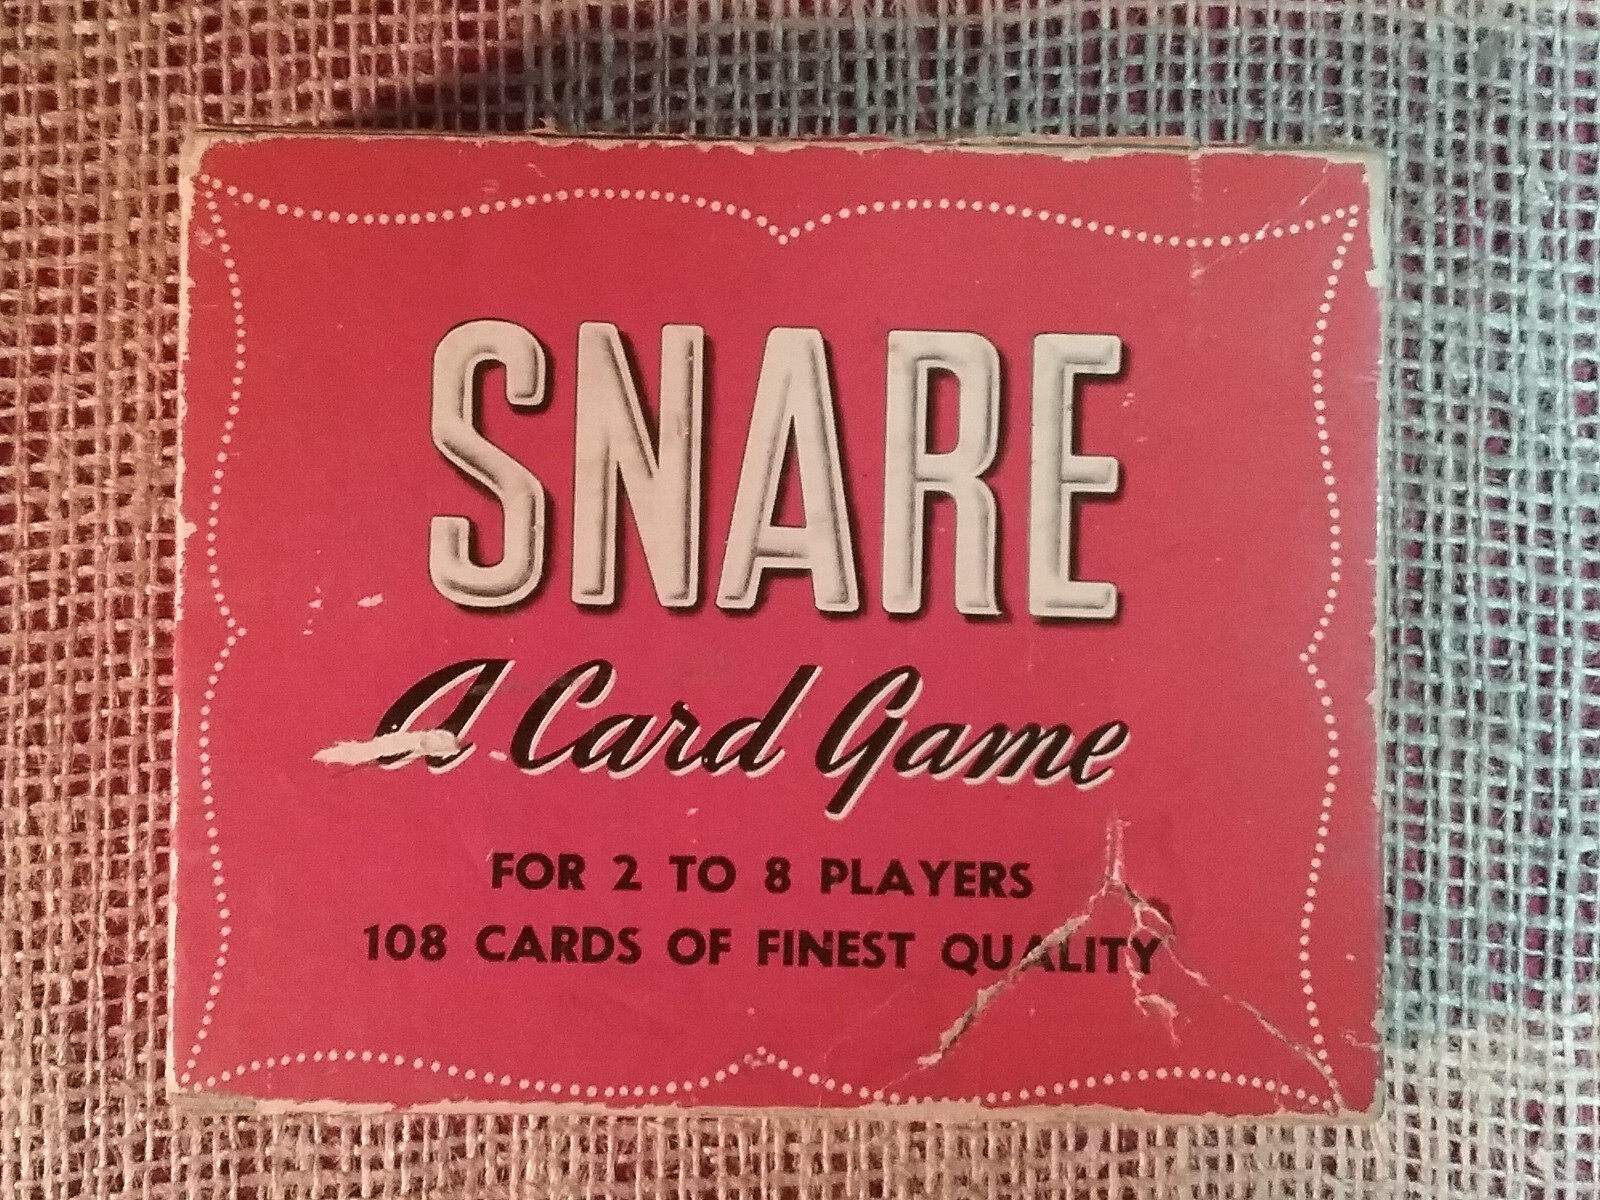 SNARE
A Card Game
FOR 2 TO 8 PLAYERS
108 CARDS OF FINEST QUALITY